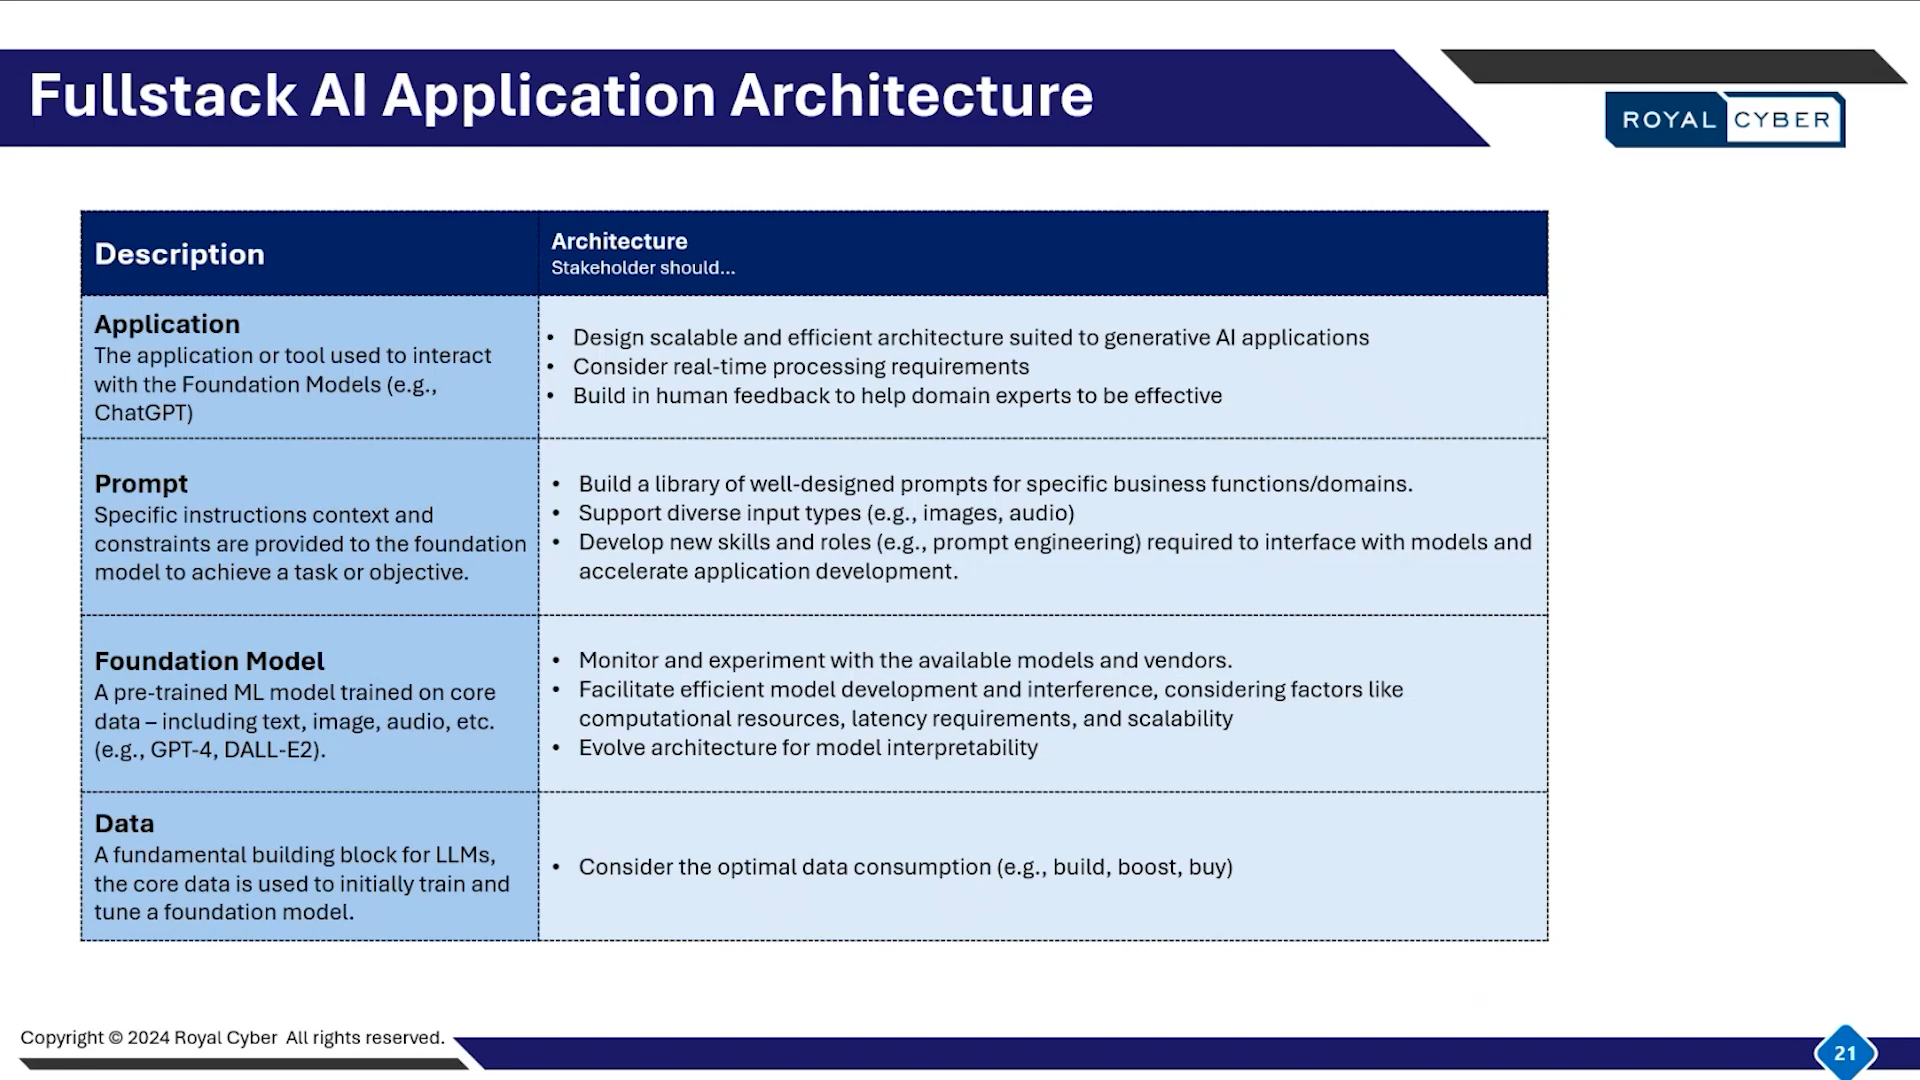 Fullstack AI Application Architecture
ROYAL CYBER
Description
Architecture
Stakeholder should...
Application
The application or tool used to interact
with the Foundation Models (e.g.,
ChatGPT)
• Design scalable and efficient architecture suited to generative AI applications
• Consider real-time processing requirements
• Build in human feedback to help domain experts to be effective
Prompt
Specific instructions context and
constraints are provided to the foundation
model to achieve a task or objective.
• Build a library of well-designed prompts for specific business functions/domains.
• Support diverse input types (e.g., images, audio)
• Develop new skills and roles (e.g., prompt engineering) required to interface with models and
accelerate application development.
Foundation Model
A pre-trained ML model trained on core
data – including text, image, audio, etc.
(e.g., GPT-4, DALL-E2).
• Monitor and experiment with the available models and vendors.
• Facilitate efficient model development and interference, considering factors like
computational resources, latency requirements, and scalability
• Evolve architecture for model interpretability
Data
A fundamental building block for LLMs,
the core data is used to initially train and
tune a foundation model.
• Consider the optimal data consumption (e.g., build, boost, buy)
Copyright © 2024 Royal Cyber All rights reserved.
21